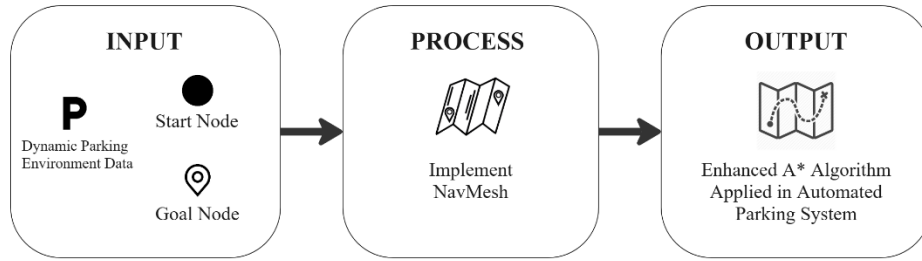 INPUT
P
Dynamic Parking
Environment Data
Start Node
Goal Node
PROCESS
Implement
NavMesh
OUTPUT
Enhanced A* Algorithm
Applied in Automated
Parking System